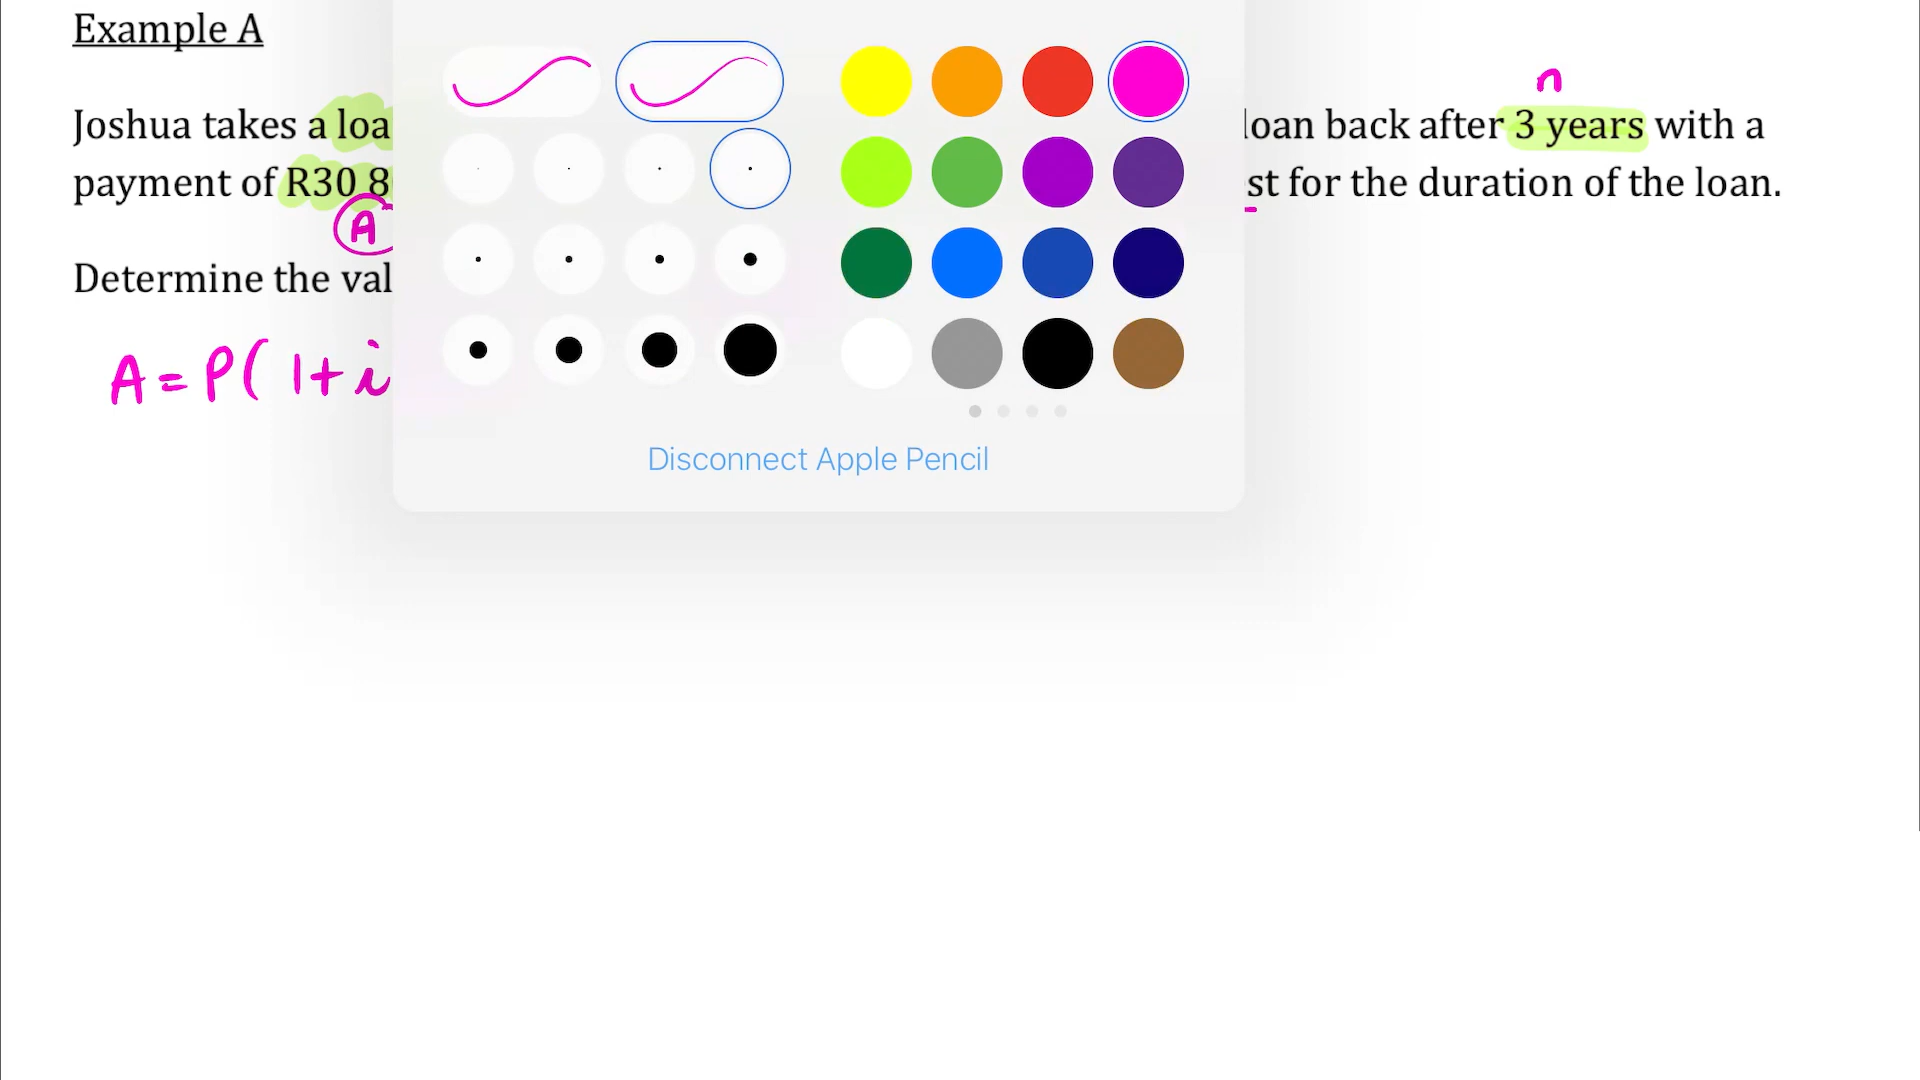 Example A
n
Joshua takes a loa loan back after 3 years with a
payment of R30 8 st for the duration of the loan.
A
Determine the val
A = P( 1+i
Disconnect Apple Pencil